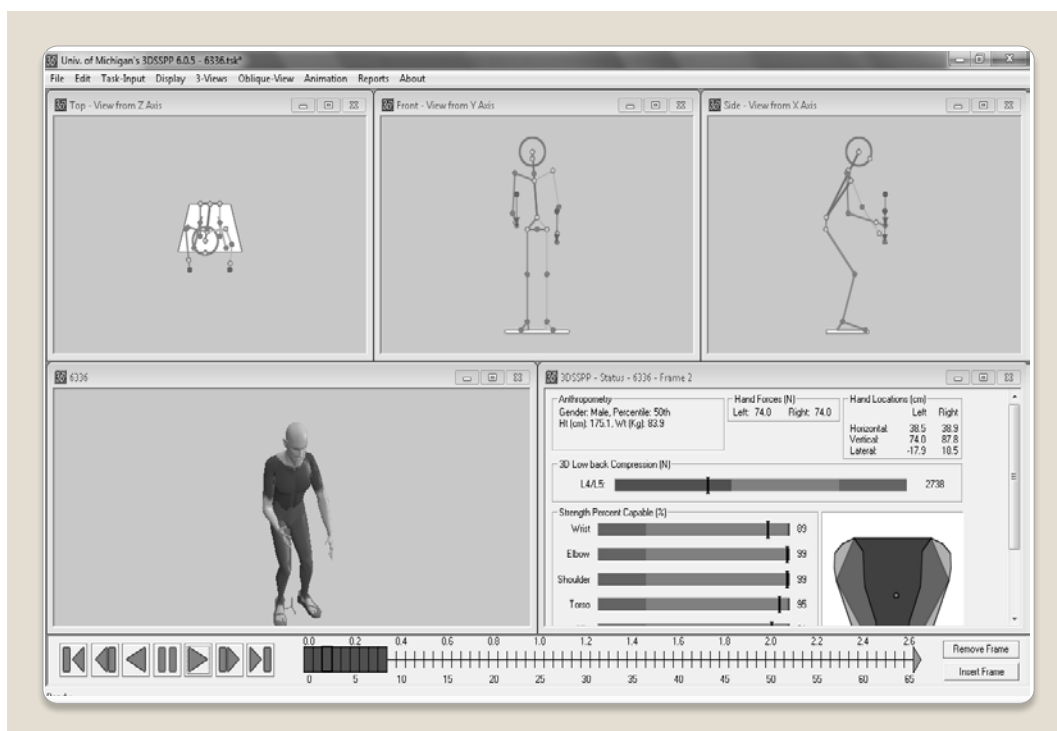 Univ. of Michigan's 3DSSPP 6.0.5 - 6336.tsk*
File Edit Task-Input Display 3-Views Oblique-View Animation Reports About
Top - View from Z Axis
Front - View from Y Axis
Side - View from X Axis
6336
3DSSPP - Status - 6336 - Frame 2
Anthropometry
Gender: Male, Percentile: 50th
Ht (cm): 175.1, Wt (Kg): 83.9
Hand Forces (N)
Left: 74.0 Right: 74.0
Hand Locations (cm)
Left Right
Horizontal: 38.5 38.9
Vertical: 74.0 87.8
Lateral: -17.9 18.5
3D Low back Compression (N)
L4/L5: 2738
Strength Percent Capable (%)
Wrist 89
Elbow 99
Shoulder 99
Torso 95
0.0 0.2 0.4 0.6 0.8 1.0 1.2 1.4 1.6 1.8 2.0 2.2 2.4 2.6
0 5 10 15 20 25 30 35 40 45 50 55 60 65
Remove Frame
Insert Frame